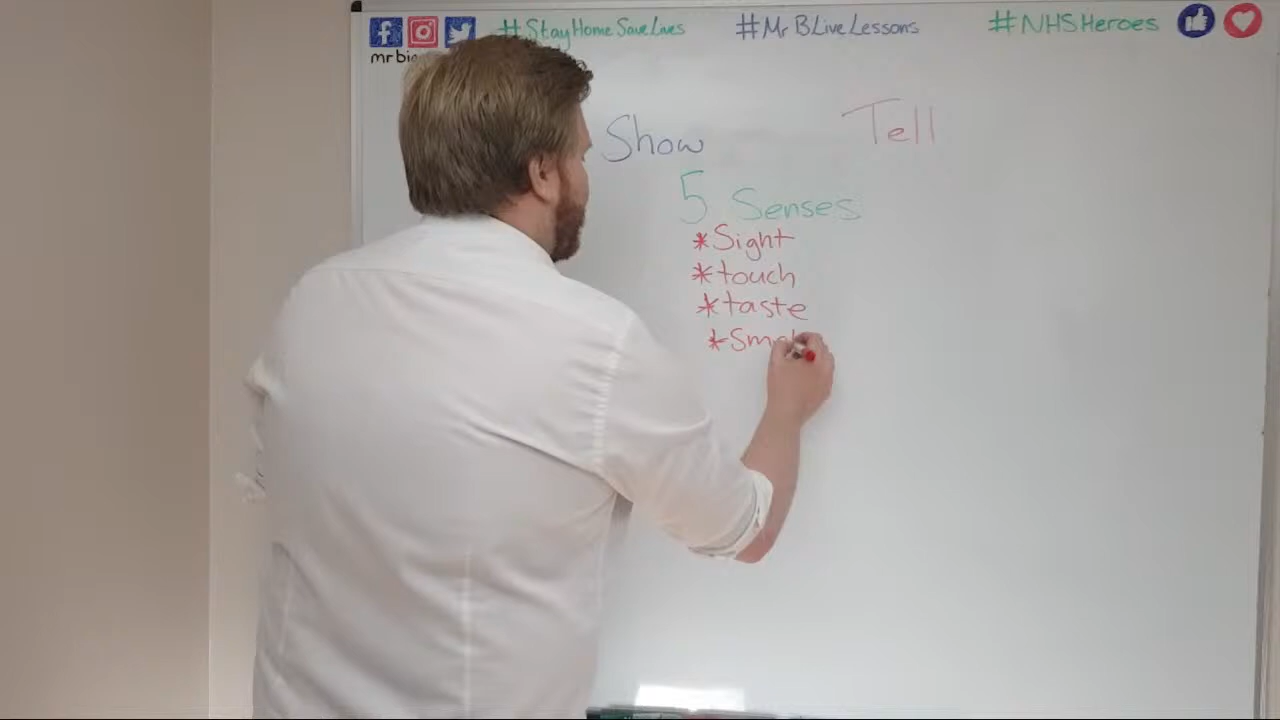 #StayHomeSaveLives #MrBLiveLessons #NHSHeroes
Show Tell
5 Senses
*Sight
*touch
*taste